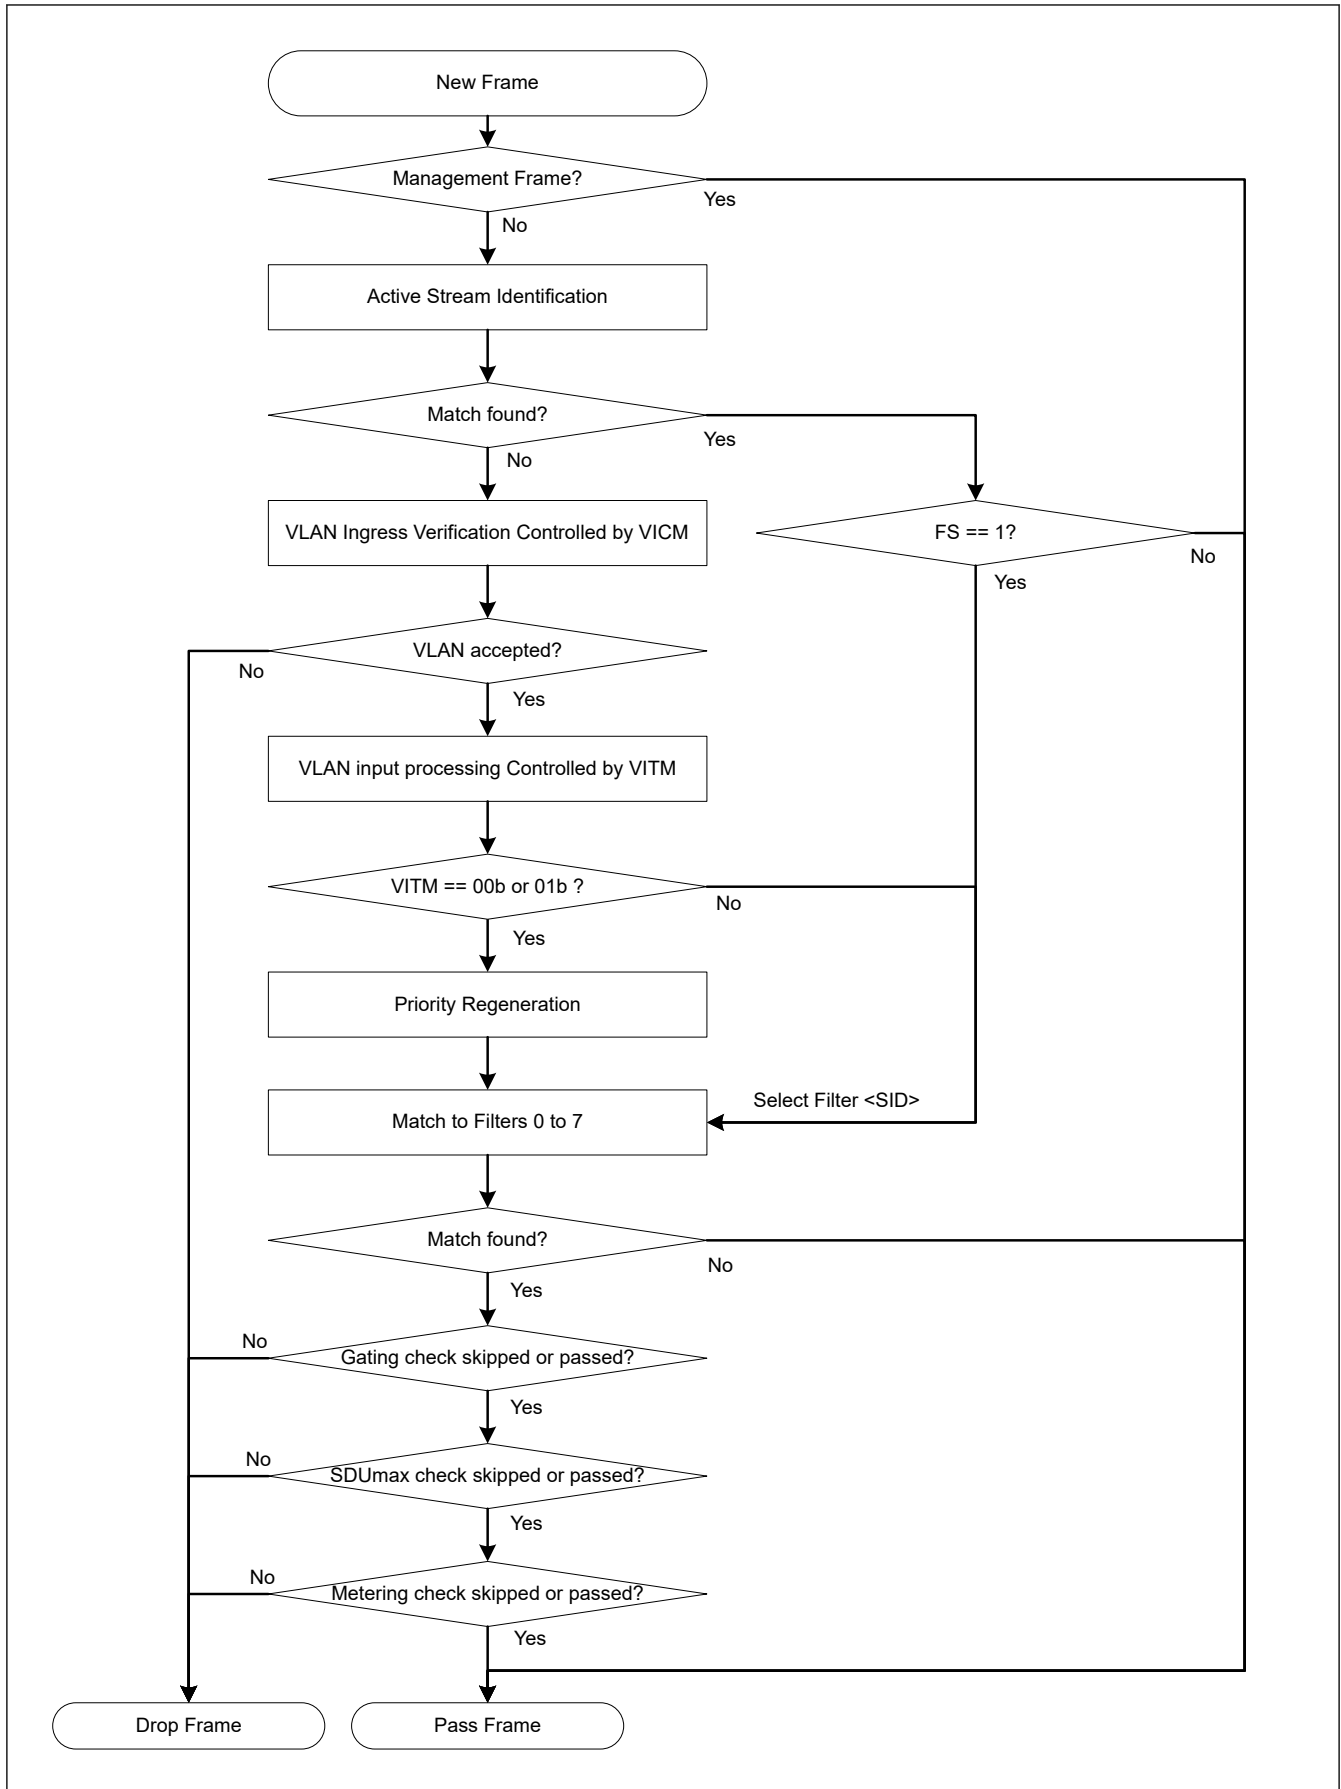 New Frame
Management Frame?
Yes
No
Active Stream Identification
Match found?
Yes
No
VLAN Ingress Verification Controlled by VICM
FS == 1?
No
Yes
VLAN accepted?
No
Yes
VLAN input processing Controlled by VITM
VITM == 00b or 01b ?
No
Yes
Priority Regeneration
Select Filter <SID>
Match to Filters 0 to 7
Match found?
No
Yes
No
Gating check skipped or passed?
Yes
No
SDUmax check skipped or passed?
Yes
No
Metering check skipped or passed?
Yes
Drop Frame
Pass Frame